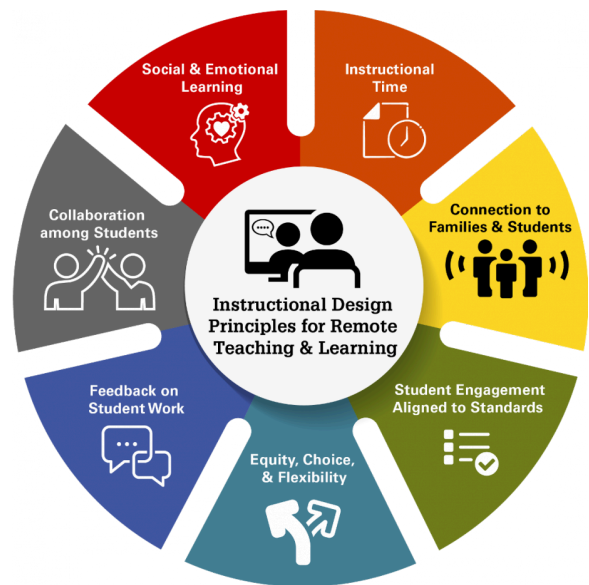 Instructional Design
Principles for Remote
Teaching & Learning
Social & Emotional
Learning
Instructional
Time
Connection to
Families & Students
Student Engagement
Aligned to Standards
Equity, Choice,
& Flexibility
Feedback on
Student Work
Collaboration
among Students